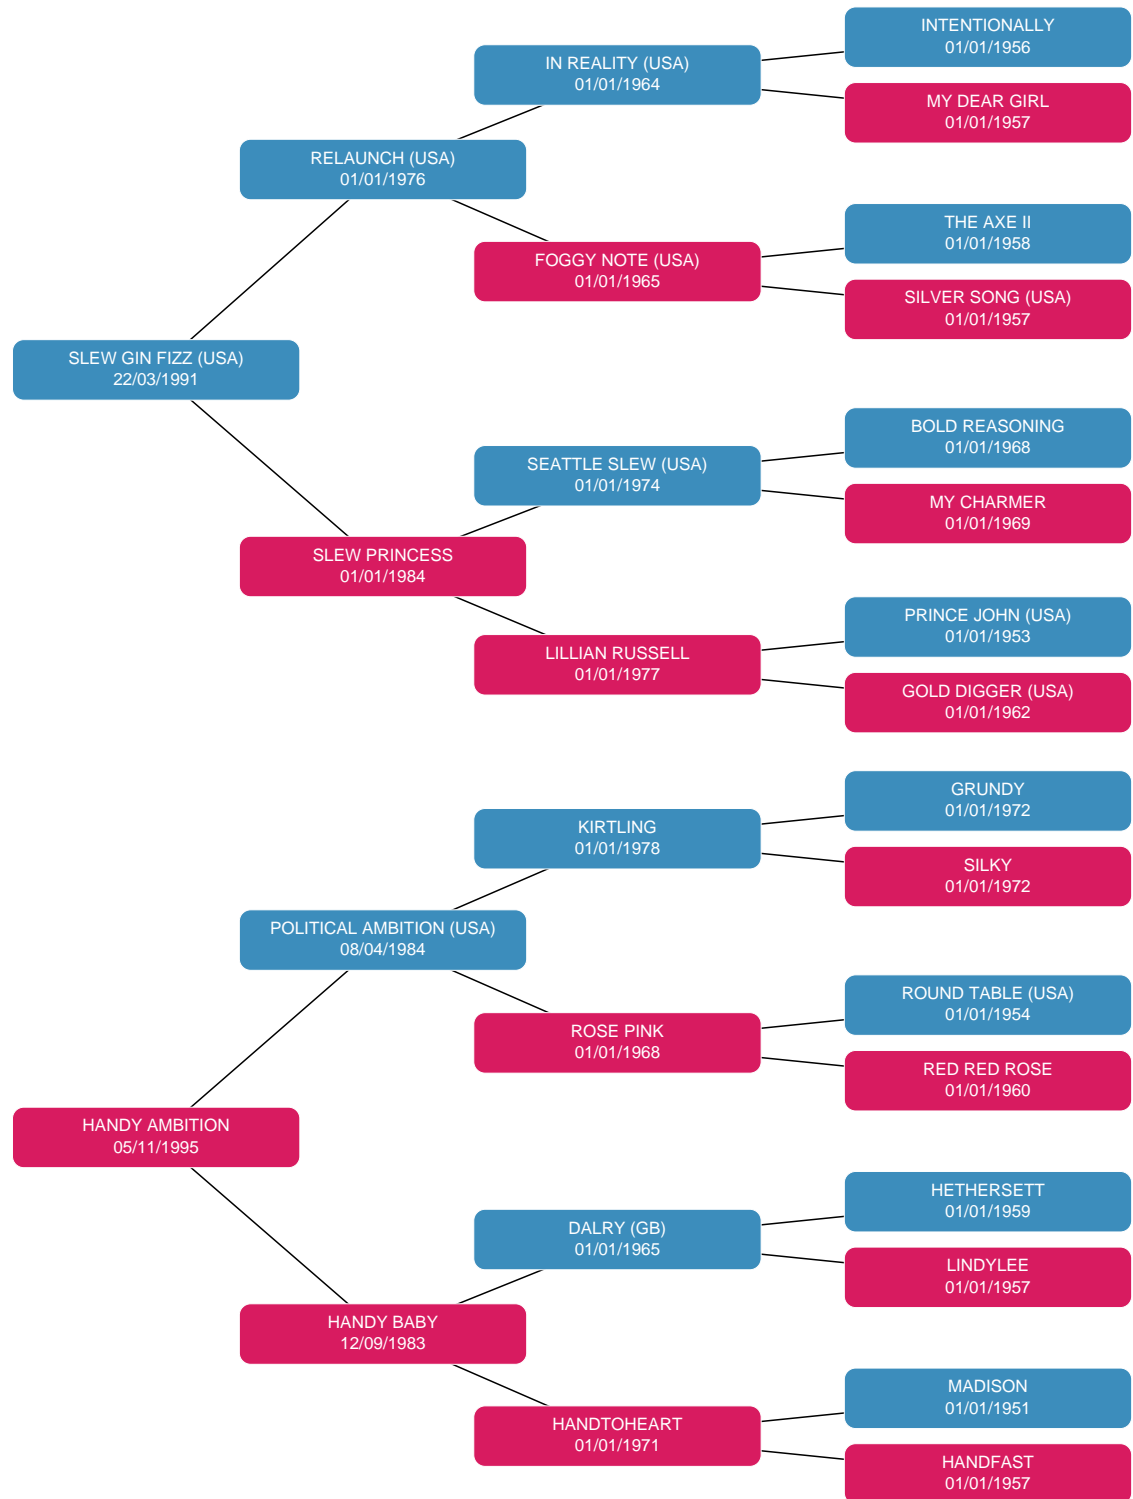 INTENTIONALLY
01/01/1956
IN REALITY (USA)
01/01/1964
MY DEAR GIRL
01/01/1957
RELAUNCH (USA)
01/01/1976
THE AXE II
01/01/1958
FOGGY NOTE (USA)
01/01/1965
SILVER SONG (USA)
01/01/1957
SLEW GIN FIZZ (USA)
22/03/1991
BOLD REASONING
01/01/1968
SEATTLE SLEW (USA)
01/01/1974
MY CHARMER
01/01/1969
SLEW PRINCESS
01/01/1984
PRINCE JOHN (USA)
01/01/1953
LILLIAN RUSSELL
01/01/1977
GOLD DIGGER (USA)
01/01/1962
GRUNDY
01/01/1972
KIRTLING
01/01/1978
SILKY
01/01/1972
POLITICAL AMBITION (USA)
08/04/1984
ROUND TABLE (USA)
01/01/1954
ROSE PINK
01/01/1968
RED RED ROSE
01/01/1960
HANDY AMBITION
05/11/1995
HETHERSETT
01/01/1959
DALRY (GB)
01/01/1965
LINDYLEE
01/01/1957
HANDY BABY
12/09/1983
MADISON
01/01/1951
HANDTOHEART
01/01/1971
HANDFAST
01/01/1957